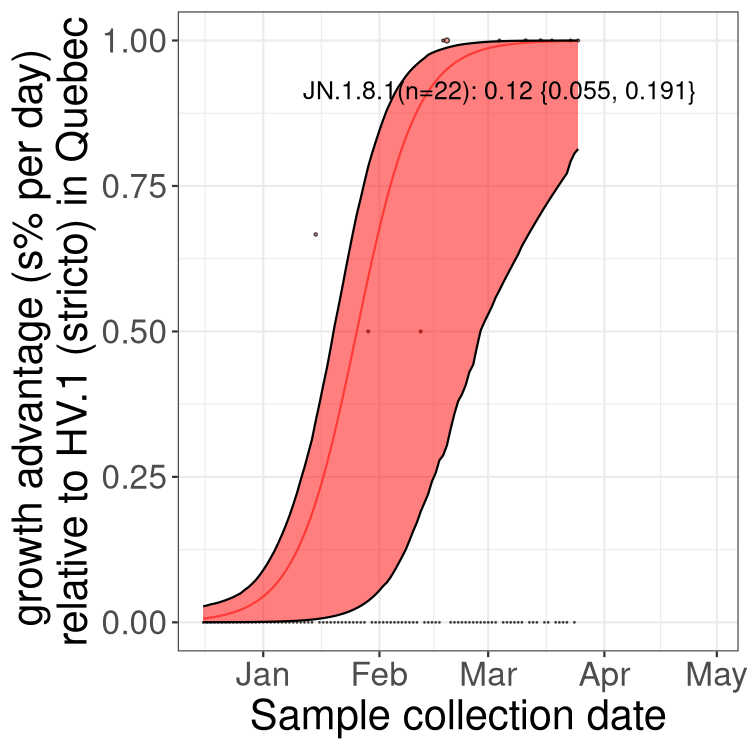 growth advantage (s% per day)
relative to HV.1 (stricto) in Quebec
1.00
0.75
0.50
0.25
0.00
JN.1.8.1(n=22): 0.12 {0.055, 0.191}
Jan Feb Mar Apr May
Sample collection date